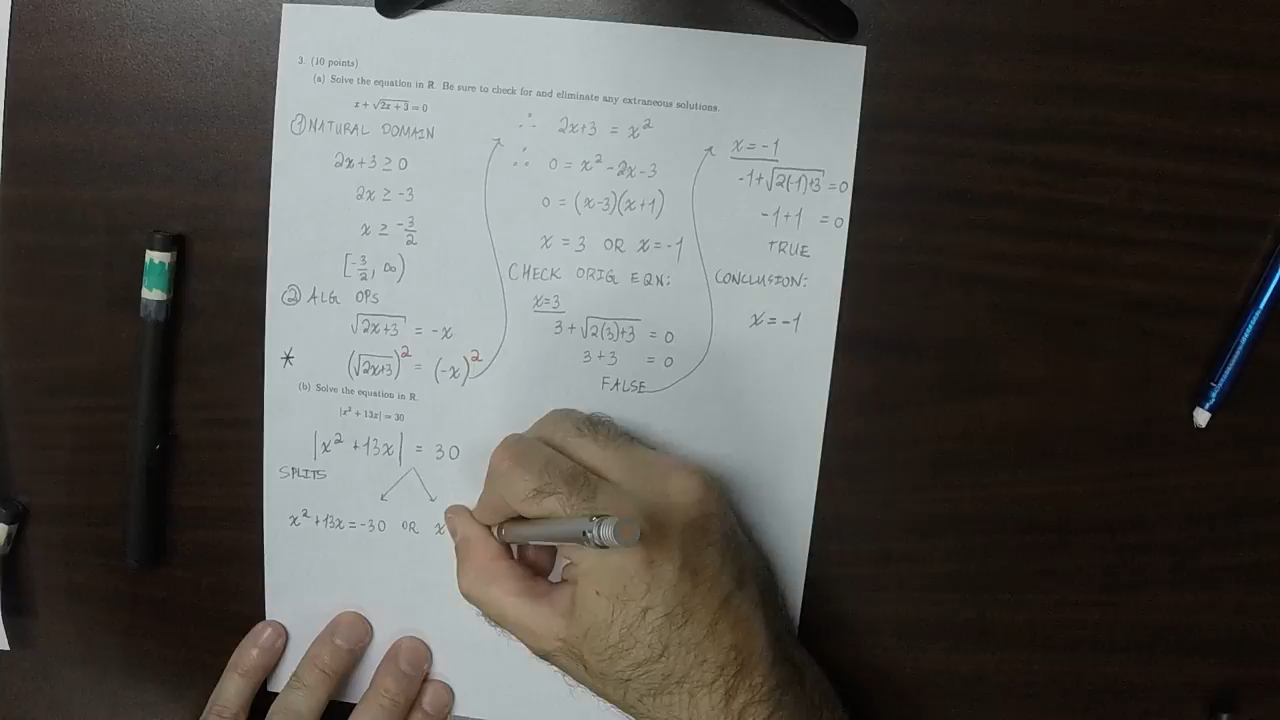 3. (10 points)
(a) Solve the equation in R. Be sure to check for and eliminate any extraneous solutions.
x + √(2x + 3) = 0
① NATURAL DOMAIN
2x+3 ≥ 0
2x ≥ -3
x ≥ -3/2
[-3/2, ∞)
② ALG OPS
√(2x+3) = -x
* (√(2x+3))² = (-x)²
∴ 2x+3 = x²
∴ 0 = x² - 2x - 3
0 = (x-3)(x+1)
x = 3 OR x = -1
CHECK ORIG EQN:
x=3
3 + √(2(3)+3) = 0
3+3 = 0
FALSE
x = -1
-1+√(2(-1)+3) = 0
-1+1 = 0
TRUE
CONCLUSION:
x = -1
(b) Solve the equation in R.
|x² + 13x| = 30
|x² + 13x| = 30
SPLITS
x² + 13x = -30 OR x